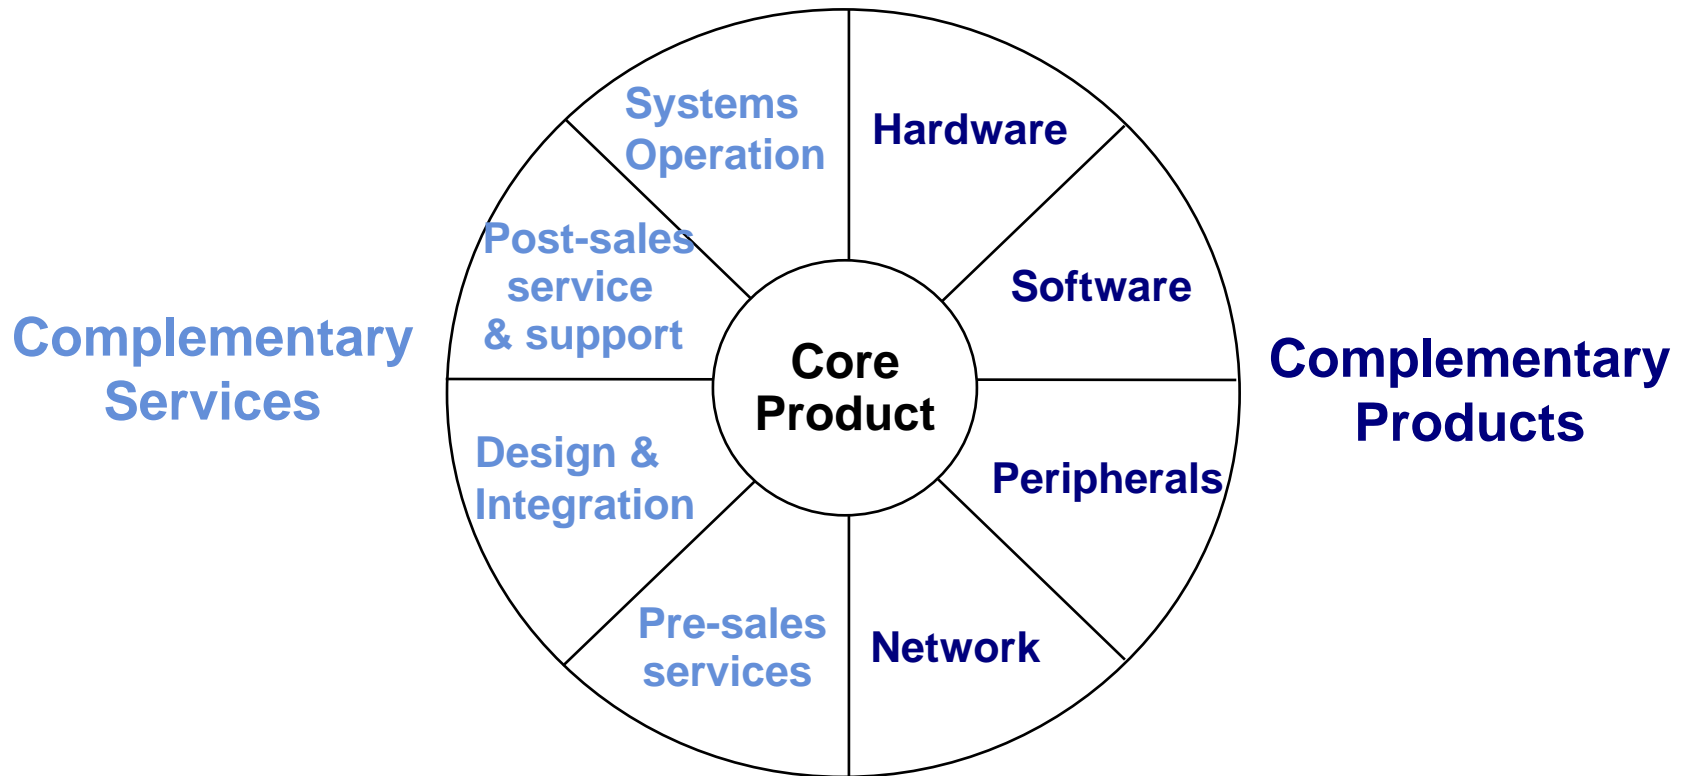 Systems
Operation
Hardware
Post-sales
service
& support
Software
Complementary
Services
Core
Product
Complementary
Products
Design &
Integration
Peripherals
Pre-sales
services
Network